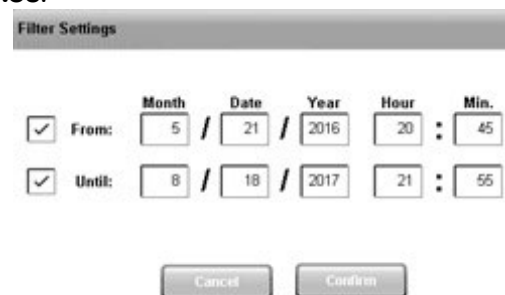 Filter Settings
Month Date Year Hour Min.
From: 5 / 21 / 2016 20 : 45
Until: 8 / 18 / 2017 21 : 55
Cancel Confirm